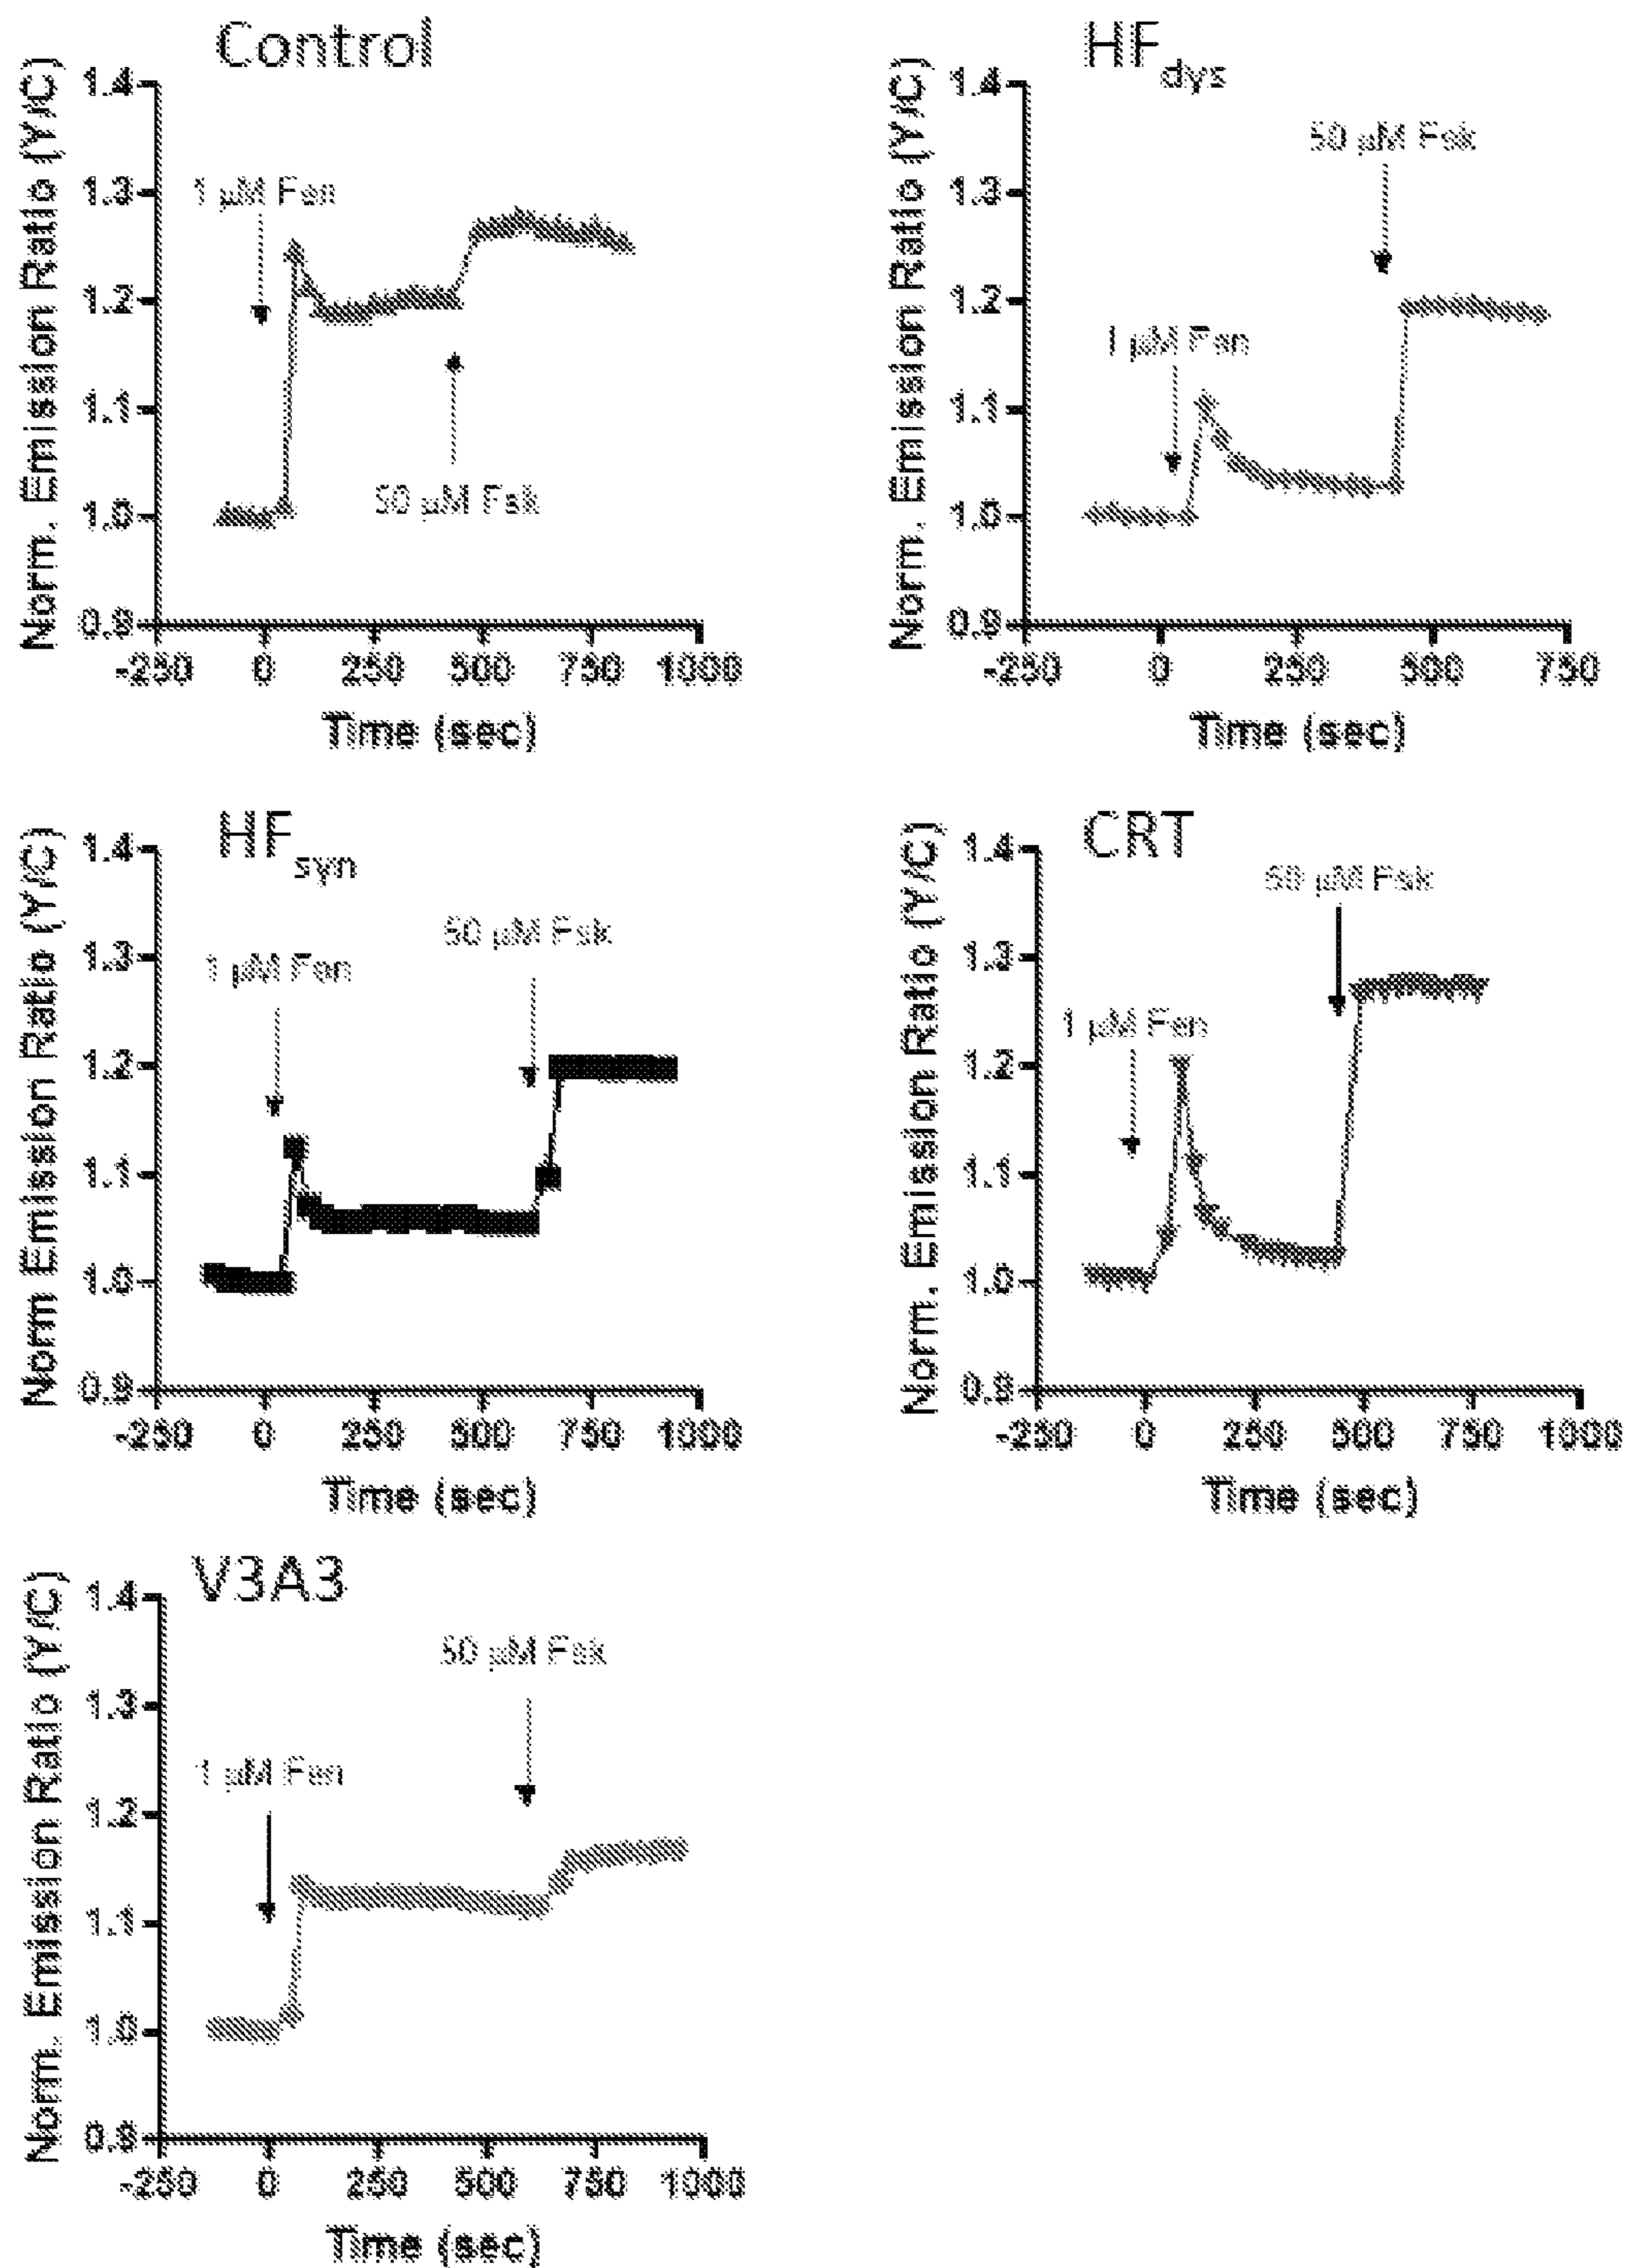 Control
Norm. Emission Ratio (Y/C)
1.4
1.3
1.2
1.1
1.0
0.9
1 µM Fen
50 µM Fsk
-250 0 250 500 750 1000
Time (sec)
HFdys
Norm. Emission Ratio (Y/C)
1.4
1.3
1.2
1.1
1.0
0.9
50 µM Fsk
1 µM Fen
-250 0 250 500 750
Time (sec)
HFsyn
Norm Emission Ratio (Y/C)
1.4
1.3
1.2
1.1
1.0
0.9
50 µM Fsk
1 µM Fen
-250 0 250 500 750 1000
Time (sec)
CRT
Norm. Emission Ratio (Y/C)
1.4
1.3
1.2
1.1
1.0
0.9
50 µM Fsk
1 µM Fen
-250 0 250 500 750 1000
Time (sec)
V3A3
Norm. Emission Ratio (Y/C)
1.4
1.3
1.2
1.1
1.0
0.9
50 µM Fsk
1 µM Fen
-250 0 250 500 750 1000
Time (sec)